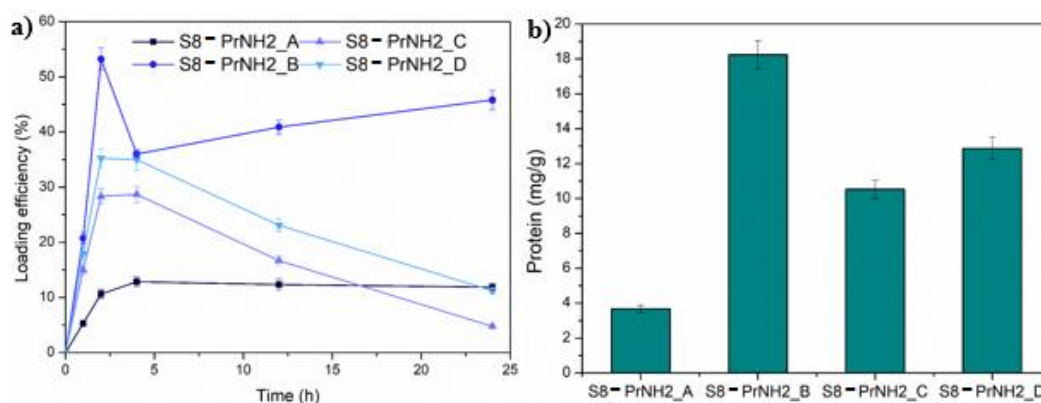 a)
S8－PrNH2_A
S8－PrNH2_C
S8－PrNH2_B
S8－PrNH2_D
60
50
40
30
20
10
0
Loading efficiency (%)
0 5 10 15 20 25
Time (h)
b)
20
18
16
14
12
10
8
6
4
2
0
Protein (mg/g)
S8－PrNH2_A S8－PrNH2_B S8－PrNH2_C S8－PrNH2_D